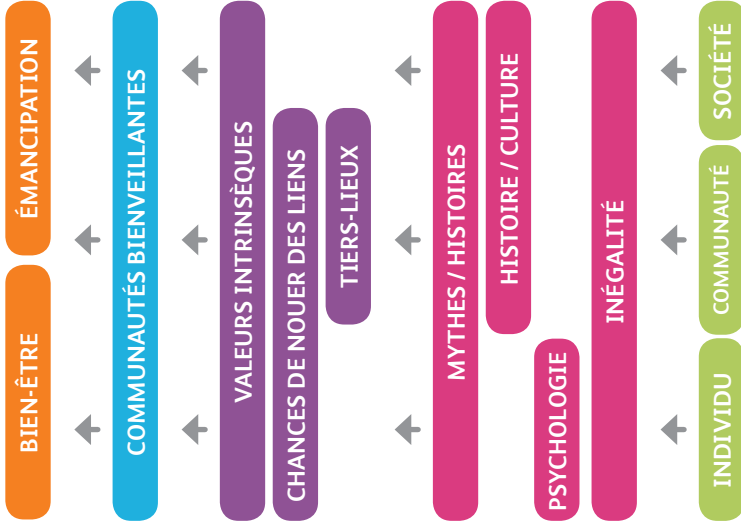 BIEN-ÊTRE
ÉMANCIPATION
COMMUNAUTÉS BIENVEILLANTES
VALEURS INTRINSÈQUES
CHANCES DE NOUER DES LIENS
TIERS-LIEUX
MYTHES / HISTOIRES
HISTOIRE / CULTURE
PSYCHOLOGIE
INÉGALITÉ
INDIVIDU
COMMUNAUTÉ
SOCIÉTÉ